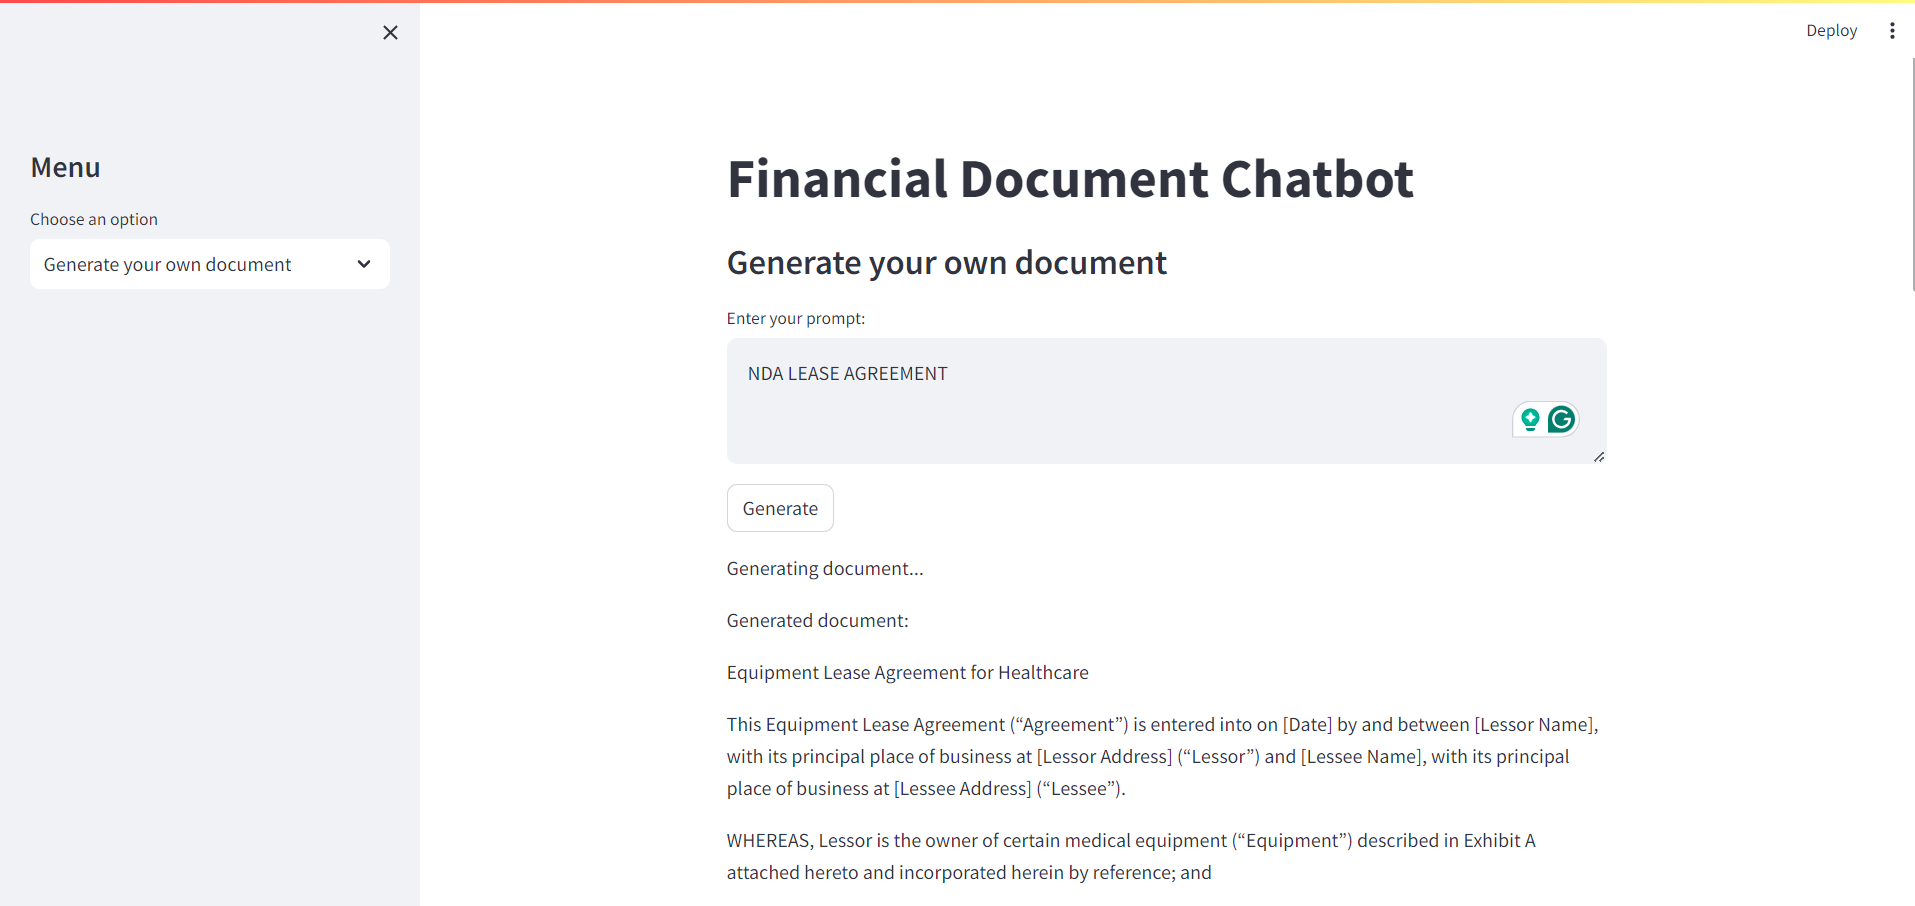 Deploy
Menu
Choose an option
Generate your own document
Financial Document Chatbot
Generate your own document
Enter your prompt:
NDA LEASE AGREEMENT
Generate
Generating document...
Generated document:
Equipment Lease Agreement for Healthcare
This Equipment Lease Agreement (“Agreement”) is entered into on [Date] by and between [Lessor Name],
with its principal place of business at [Lessor Address] (“Lessor”) and [Lessee Name], with its principal
place of business at [Lessee Address] (“Lessee”).
WHEREAS, Lessor is the owner of certain medical equipment (“Equipment”) described in Exhibit A
attached hereto and incorporated herein by reference; and